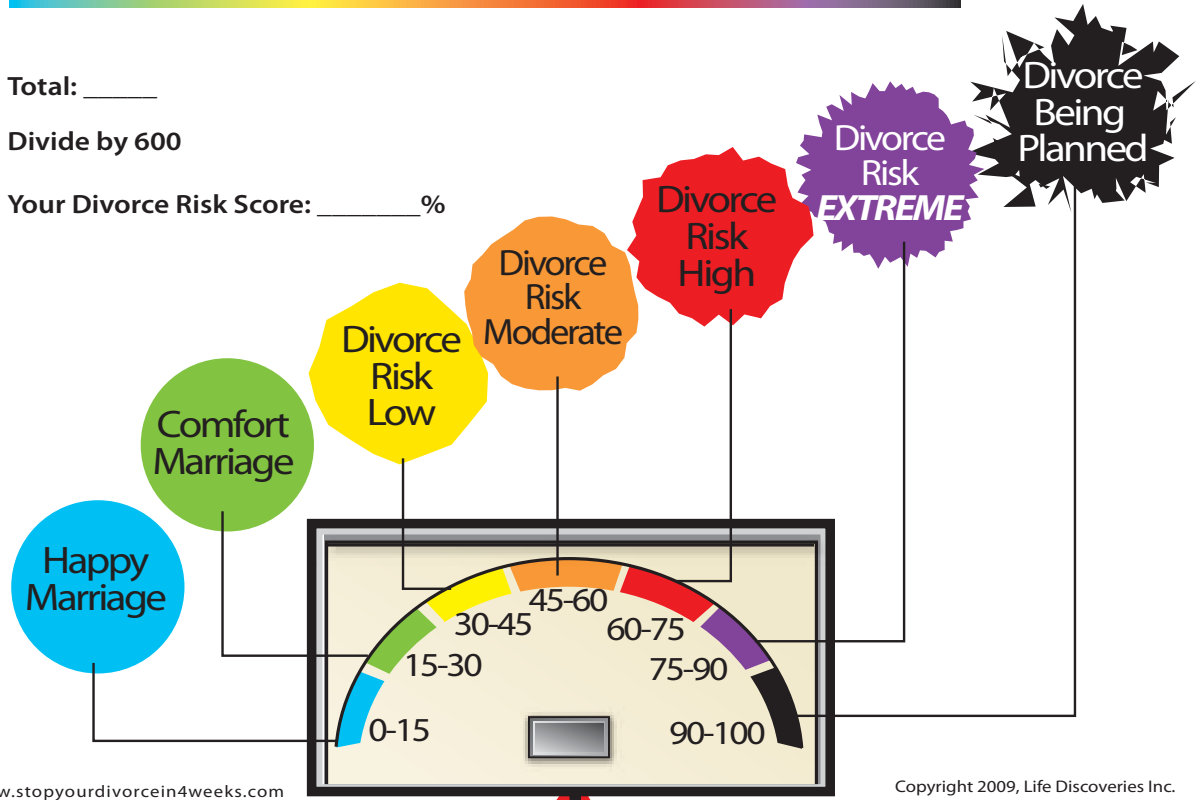 Total: _____
Divide by 600
Your Divorce Risk Score: _______%
Divorce
Being
Planned
Divorce
Risk
EXTREME
Divorce
Risk
High
Divorce
Risk
Moderate
Divorce
Risk
Low
Comfort
Marriage
Happy
Marriage
0-15
15-30
30-45
45-60
60-75
75-90
90-100
w.stopyourdivorcein4weeks.com
Copyright 2009, Life Discoveries Inc.